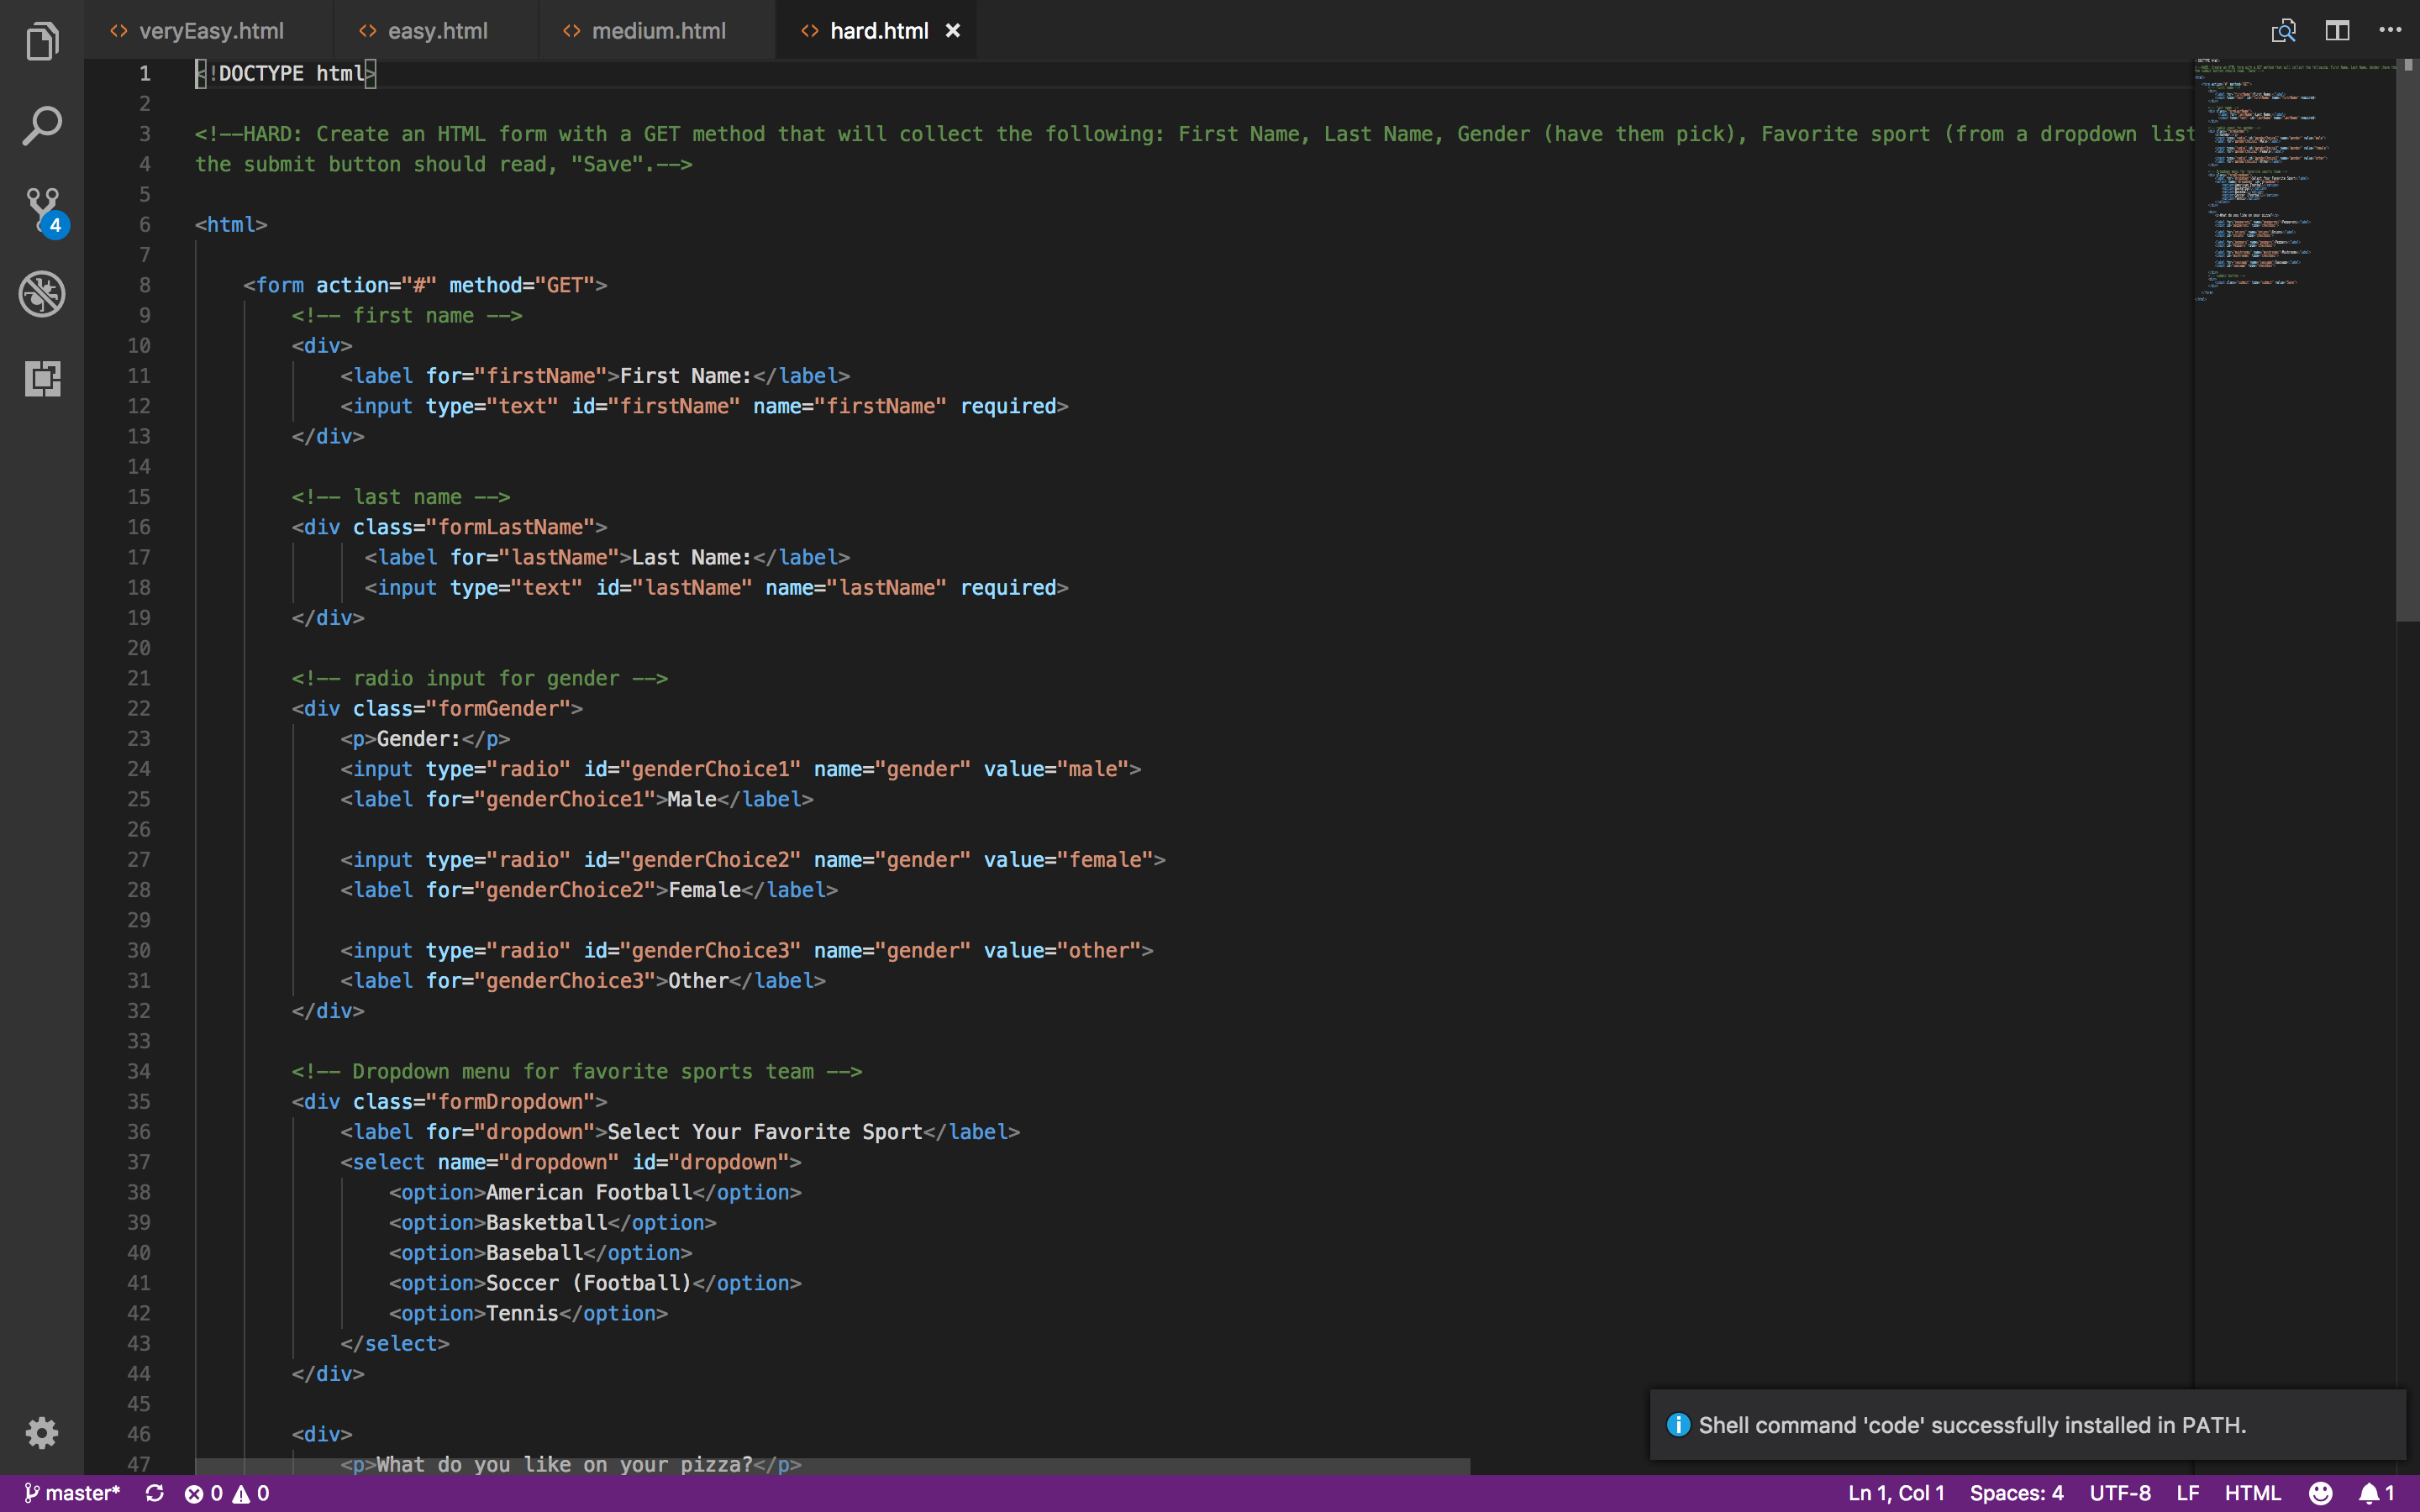 veryEasy.html easy.html medium.html hard.html
1 <!DOCTYPE html>
2
3 <!--HARD: Create an HTML form with a GET method that will collect the following: First Name, Last Name, Gender (have them pick), Favorite sport (from a dropdown list
4 the submit button should read, "Save".-->
5
6 <html>
7
8 <form action="#" method="GET">
9 <!-- first name -->
10 <div>
11 <label for="firstName">First Name:</label>
12 <input type="text" id="firstName" name="firstName" required>
13 </div>
14
15 <!-- last name -->
16 <div class="formLastName">
17 <label for="lastName">Last Name:</label>
18 <input type="text" id="lastName" name="lastName" required>
19 </div>
20
21 <!-- radio input for gender -->
22 <div class="formGender">
23 <p>Gender:</p>
24 <input type="radio" id="genderChoice1" name="gender" value="male">
25 <label for="genderChoice1">Male</label>
26
27 <input type="radio" id="genderChoice2" name="gender" value="female">
28 <label for="genderChoice2">Female</label>
29
30 <input type="radio" id="genderChoice3" name="gender" value="other">
31 <label for="genderChoice3">Other</label>
32 </div>
33
34 <!-- Dropdown menu for favorite sports team -->
35 <div class="formDropdown">
36 <label for="dropdown">Select Your Favorite Sport</label>
37 <select name="dropdown" id="dropdown">
38 <option>American Football</option>
39 <option>Basketball</option>
40 <option>Baseball</option>
41 <option>Soccer (Football)</option>
42 <option>Tennis</option>
43 </select>
44 </div>
45
46 <div>
47 <p>What do you like on your pizza?</p>
4
Shell command 'code' successfully installed in PATH.
master* 0 0 Ln 1, Col 1 Spaces: 4 UTF-8 LF HTML 1